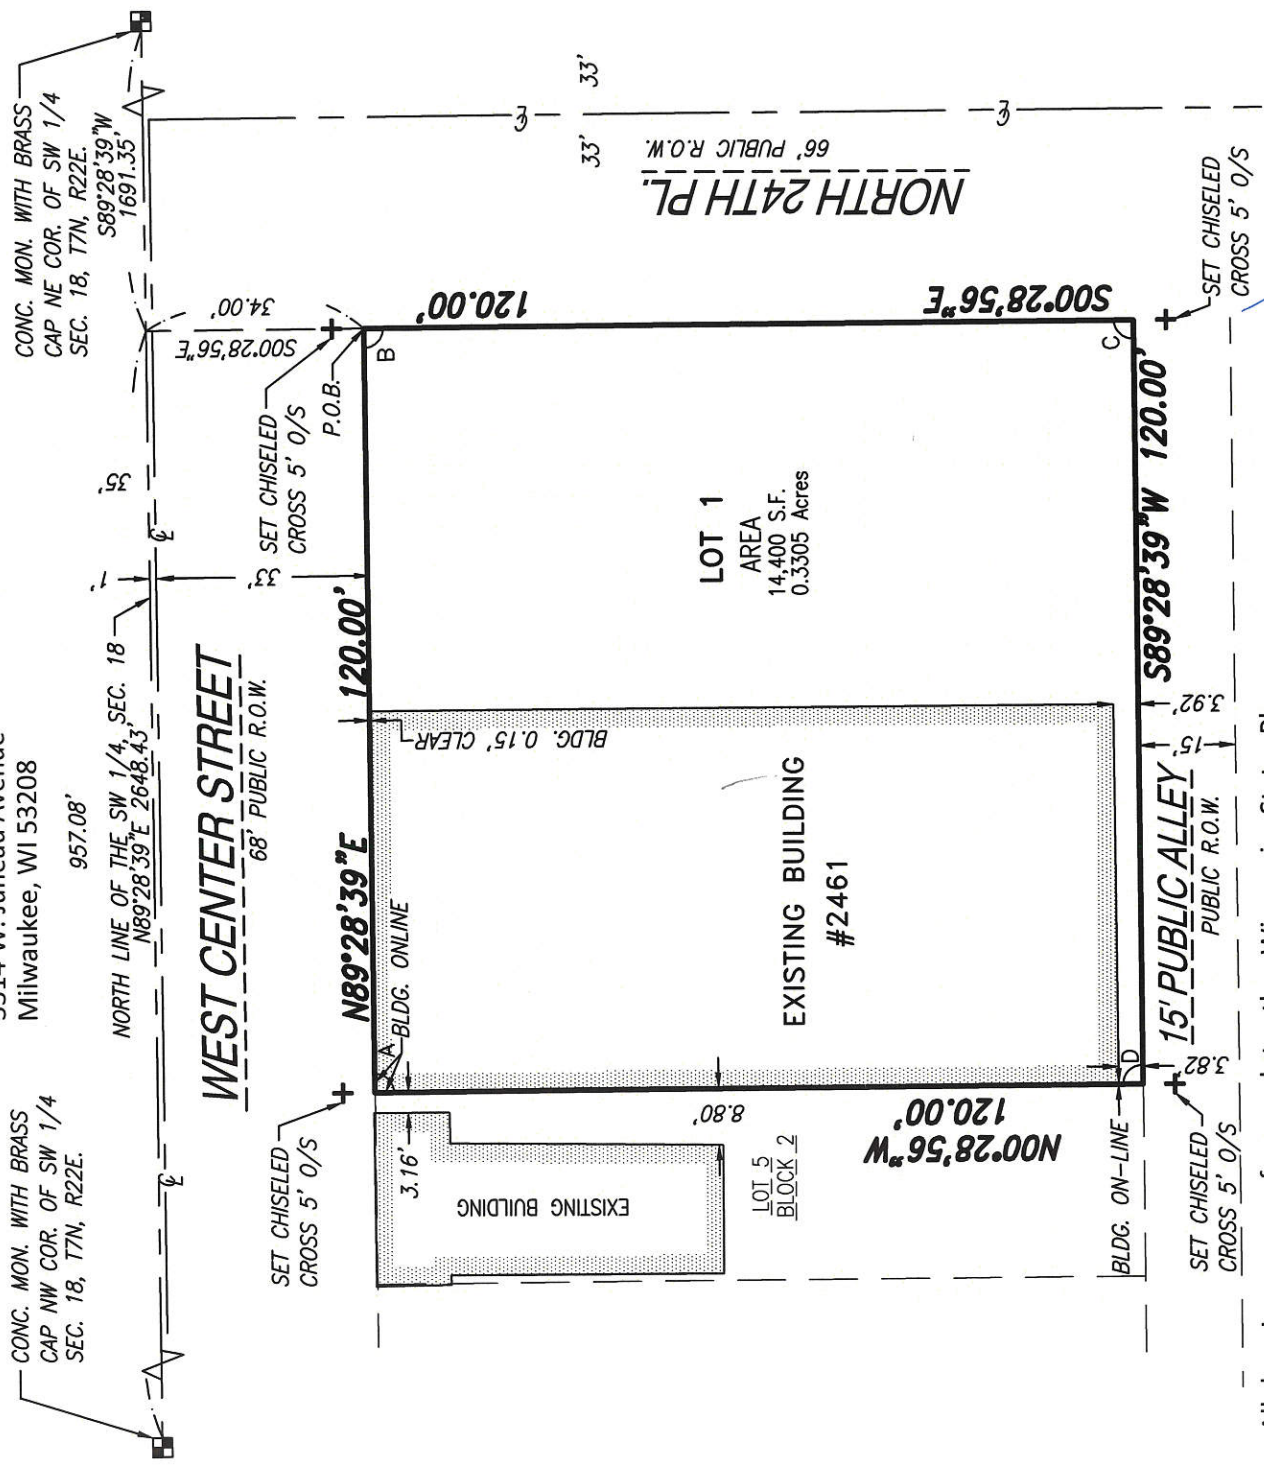 Milwaukee, WI 53208
957.08'
CONC. MON. WITH BRASS
CAP NW COR. OF SW 1/4
SEC. 18, T7N, R22E.
CONC. MON. WITH BRASS
CAP NE COR. OF SW 1/4
SEC. 18, T7N, R22E.
S89°28'39"W
1691.35'
NORTH LINE OF THE SW 1/4, SEC. 18
N89°28'39"E 2648.43'
1'
35'
33'
WEST CENTER STREET
68' PUBLIC R.O.W.
S00°28'56"E
34.00'
SET CHISELED
CROSS 5' O/S
SET CHISELED
CROSS 5' O/S
P.O.B.
N89°28'39"E
120.00'
A
B
BLDG. ONLINE
BLDG. 0.15' CLEAR
3.16'
EXISTING BUILDING
8.80'
LOT 5
BLOCK 2
N00°28'56"W
120.00'
EXISTING BUILDING
#2461
LOT 1
AREA
14,400 S.F.
0.3305 Acres
120.00'
S00°28'56"E
NORTH 24TH PL.
66' PUBLIC R.O.W.
33'
33'
C
D
BLDG. ON-LINE
SET CHISELED
CROSS 5' O/S
3.82
15' PUBLIC ALLEY
PUBLIC R.O.W.
15'
3.92'
S89°28'39"W
120.00'
SET CHISELED
CROSS 5' O/S